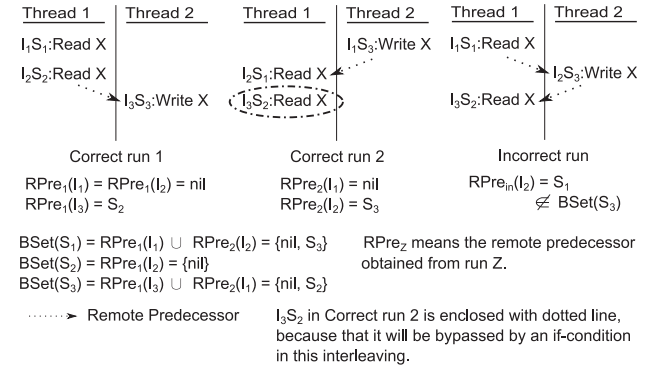 Thread 1 Thread 2 Thread 1 Thread 2 Thread 1 Thread 2
I₁S₁:Read X I₁S₃:Write X I₁S₁:Read X
I₂S₂:Read X I₂S₁:Read X I₂S₃:Write X
I₃S₃:Write X I₃S₂:Read X I₃S₂:Read X
Correct run 1 Correct run 2 Incorrect run
RPre₁(I₁) = RPre₁(I₂) = nil RPre₂(I₁) = nil RPreᵢₙ(I₂) = S₁
RPre₁(I₃) = S₂ RPre₂(I₂) = S₃ ∉ BSet(S₃)
BSet(S₁) = RPre₁(I₁) ∪ RPre₂(I₂) = {nil, S₃} RPre_Z means the remote predecessor
BSet(S₂) = RPre₁(I₂) = {nil} obtained from run Z.
BSet(S₃) = RPre₁(I₃) ∪ RPre₂(I₁) = {nil, S₂}
Remote Predecessor I₃S₂ in Correct run 2 is enclosed with dotted line,
because that it will be bypassed by an if-condition
in this interleaving.